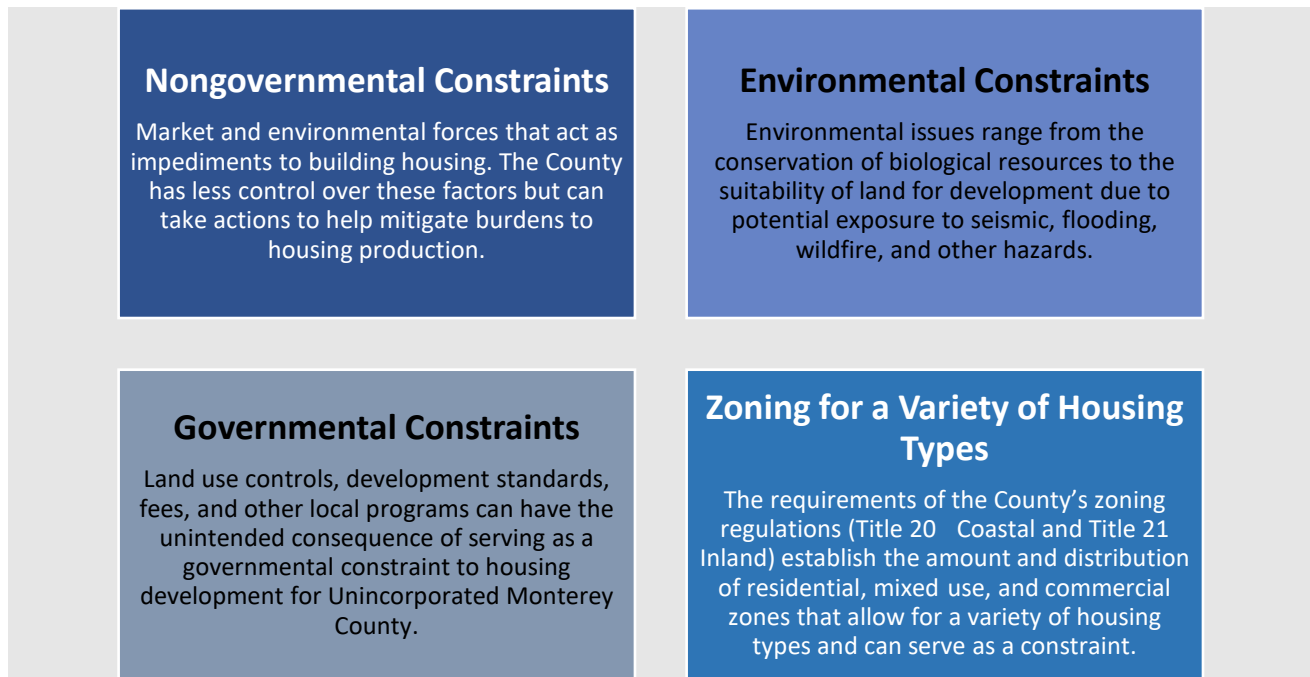 Nongovernmental Constraints
Market and environmental forces that act as
impediments to building housing. The County
has less control over these factors but can
take actions to help mitigate burdens to
housing production.
Environmental Constraints
Environmental issues range from the
conservation of biological resources to the
suitability of land for development due to
potential exposure to seismic, flooding,
wildfire, and other hazards.
Governmental Constraints
Land use controls, development standards,
fees, and other local programs can have the
unintended consequence of serving as a
governmental constraint to housing
development for Unincorporated Monterey
County.
Zoning for a Variety of Housing
Types
The requirements of the County’s zoning
regulations (Title 20   Coastal and Title 21
Inland) establish the amount and distribution
of residential, mixed use, and commercial
zones that allow for a variety of housing
types and can serve as a constraint.